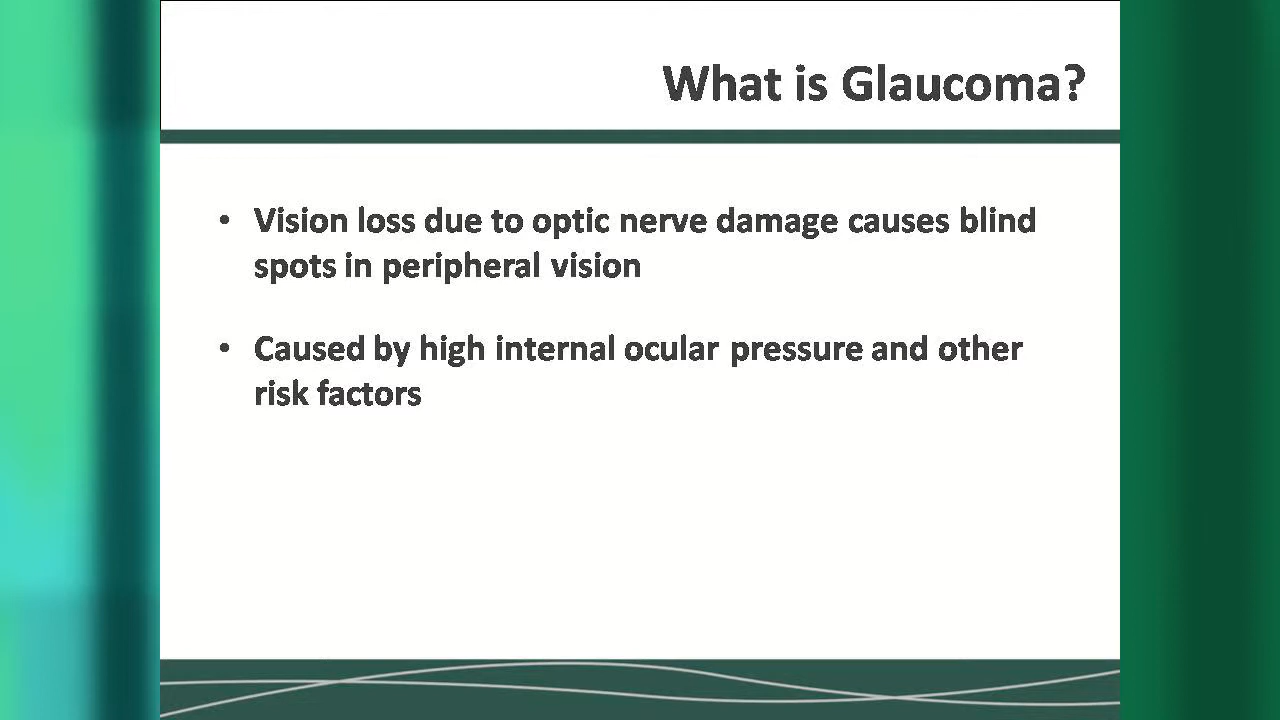 What is Glaucoma?
• Vision loss due to optic nerve damage causes blind
spots in peripheral vision
• Caused by high internal ocular pressure and other
risk factors